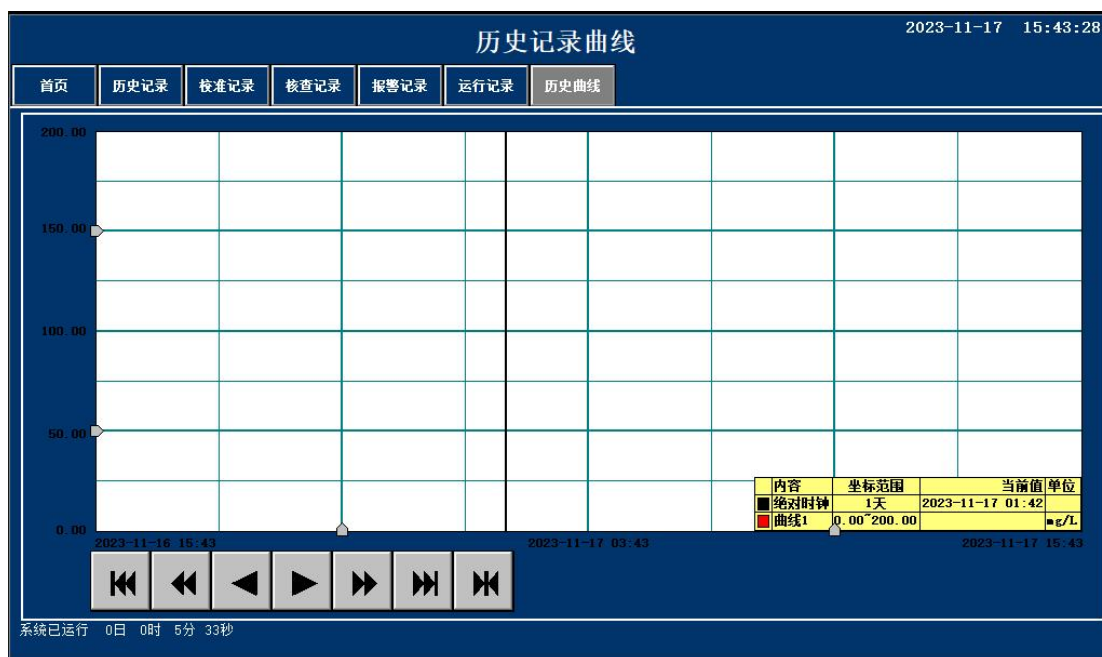 历史记录曲线
2023-11-17 15:43:28
首页 历史记录 校准记录 核查记录 报警记录 运行记录 历史曲线
200.00
150.00
100.00
50.00
0.00
内容 坐标范围 当前值 单位
绝对时钟 1天 2023-11-17 01:42
曲线1 0.00~200.00 mg/L
2023-11-16 15:43 2023-11-17 03:43 2023-11-17 15:43
系统已运行 0日 0时 5分 33秒